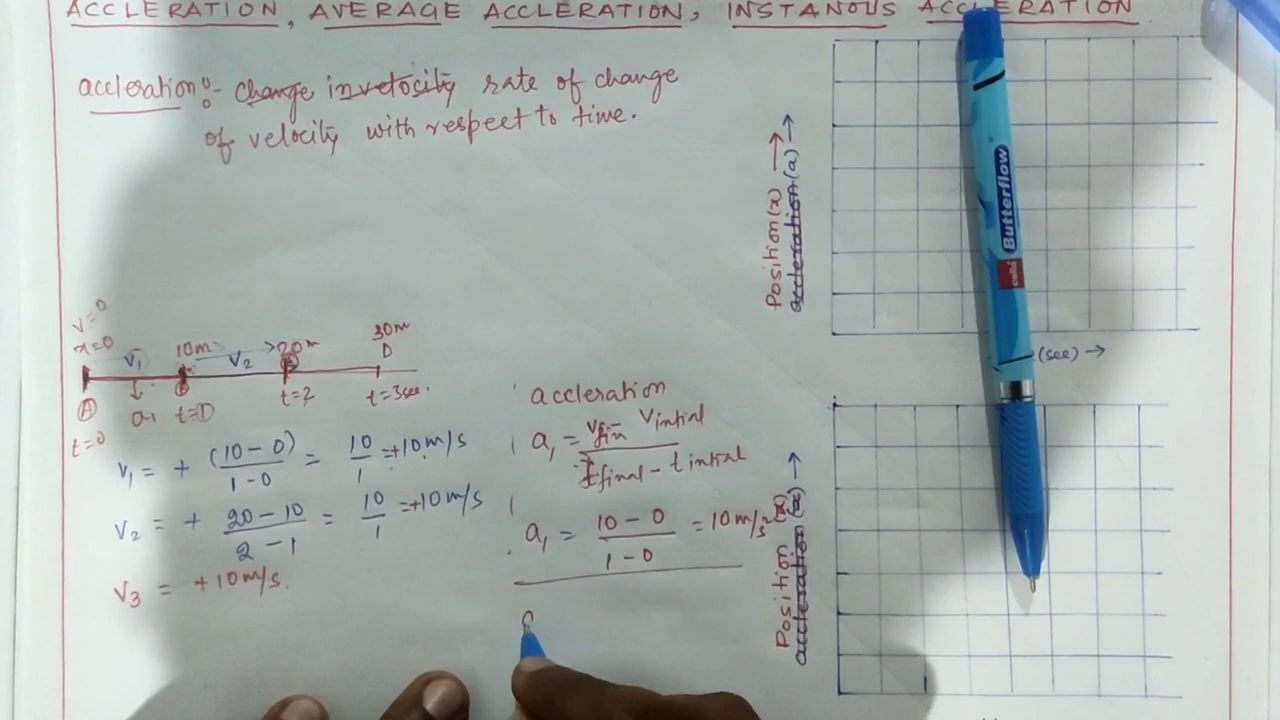 ACCLERATION, AVERAGE ACCLERATION, INSTANOUS ACCLERATION
accleration:- change in velocity rate of change
of velocity with respect to time.
v=0
x=0
V1
10m
V2
20m
30m
D
A
a1
t=1
t=2
t=3sec.
t=0
V1 = + (10-0)/1-0 = 10/1 = +10m/s
V2 = + 20-10/2-1 = 10/1 = +10m/s
V3 = +10m/s.
accleration
a1 = Vfin - Vintial / tfinal - t intial
a1 = 10-0/1-0 = 10m/s²
Position(x) →
accleration(a) →
(sec) →
Position (x)
accleration(a) →
Butterflow
cello